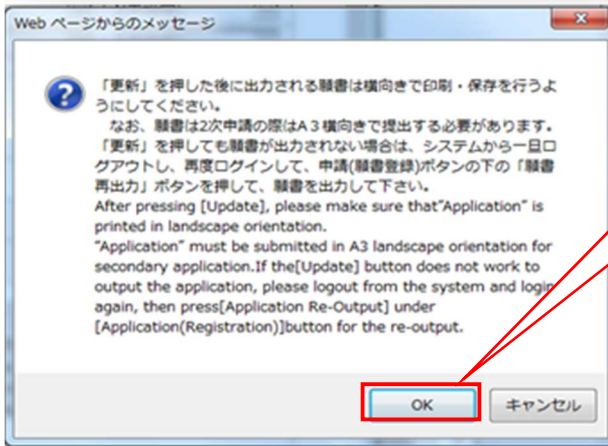 Web ページからのメッセージ
「更新」を押した後に出力される願書は横向きで印刷・保存を行うよ
うにしてください。
なお、願書は2次申請の際はA３横向きで提出する必要があります。
「更新」を押しても願書が出力されない場合は、システムから一旦ロ
グアウトし、再度ログインして、申請(願書登録)ボタンの下の「願書
再出力」ボタンを押して、願書を出力して下さい。
After pressing [Update], please make sure that"Application" is
printed in landscape orientation.
"Application" must be submitted in A3 landscape orientation for
secondary application.If the[Update] button does not work to
output the application, please logout from the system and login
again, then press[Application Re-Output] under
[Application(Registration)]button for the re-output.
OK
キャンセル